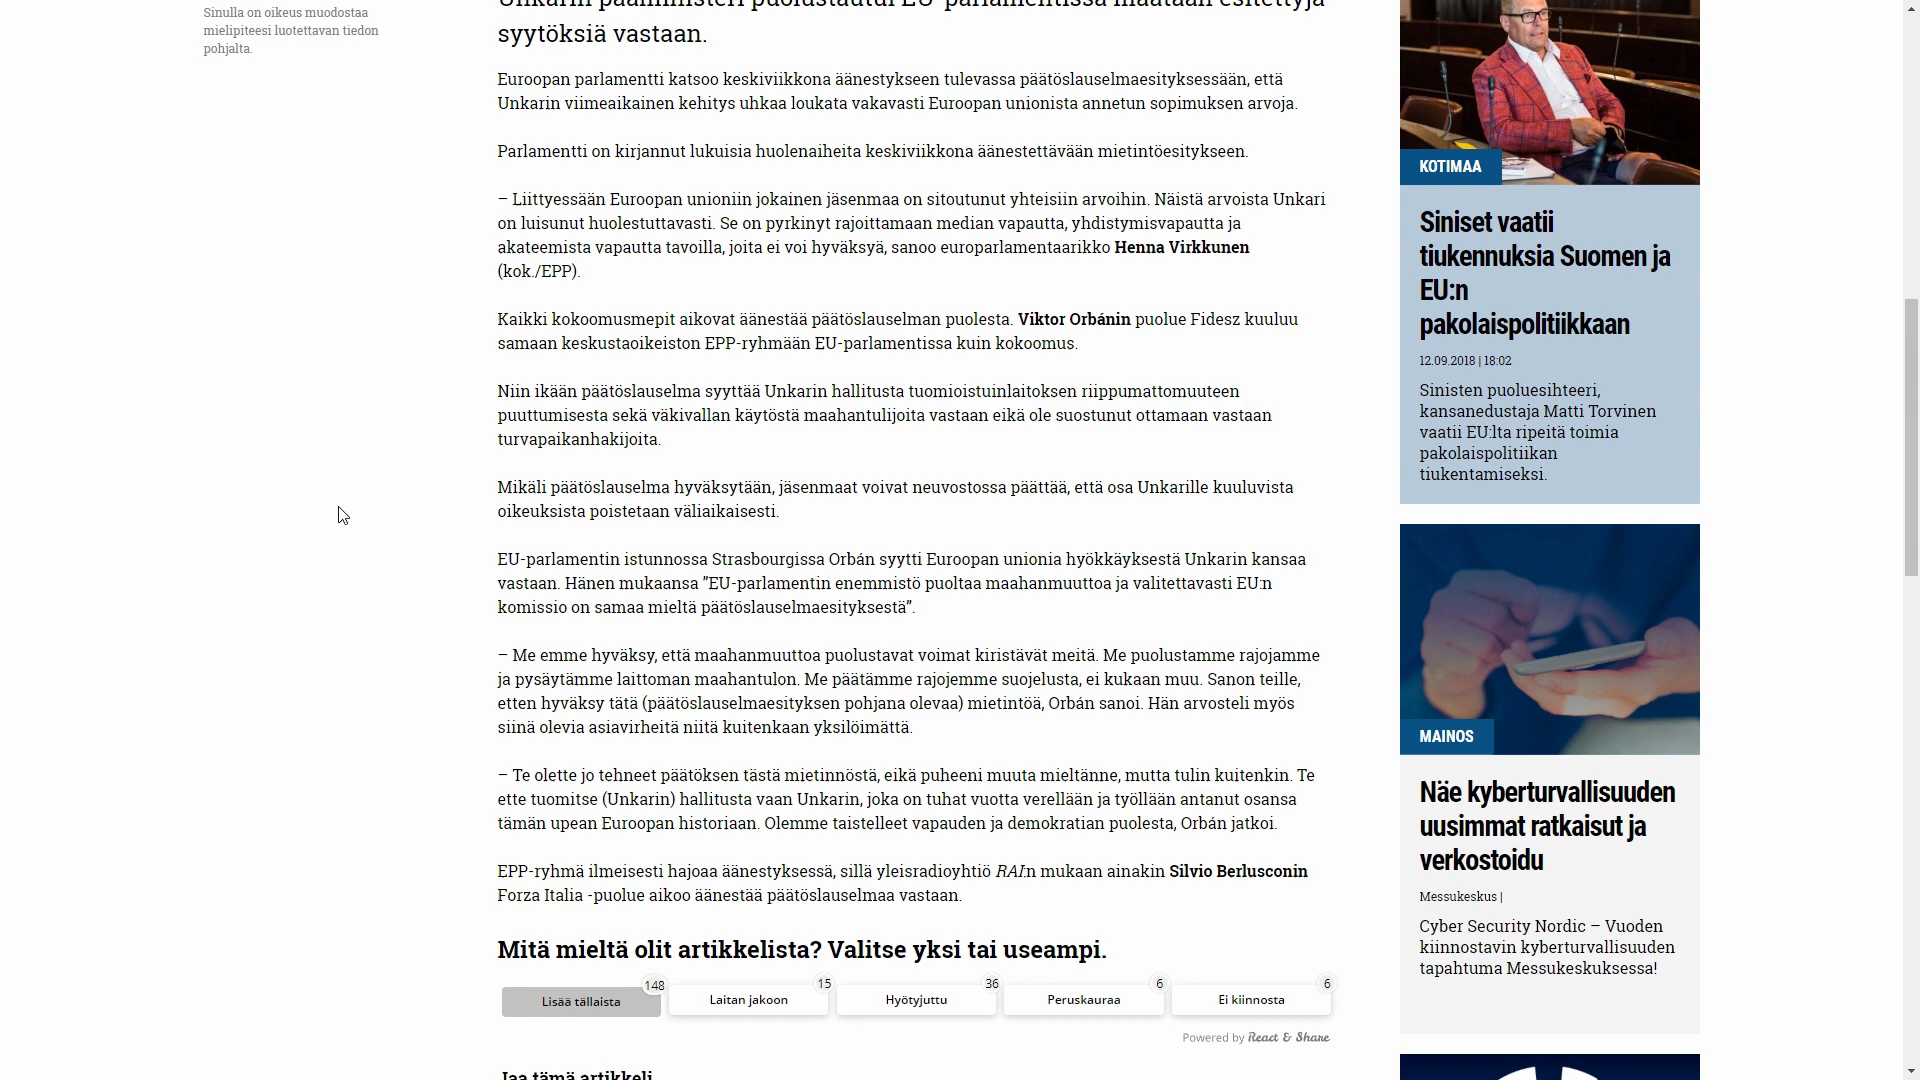 Sinulla on oikeus muodostaa
mielipiteesi luotettavan tiedon
pohjalta.
Unkarin pääministeri puolustautui EU-parlamentissa maataan esitettyjä
syytöksiä vastaan.
Euroopan parlamentti katsoo keskiviikkona äänestykseen tulevassa päätöslauselmaesityksessään, että
Unkarin viimeaikainen kehitys uhkaa loukata vakavasti Euroopan unionista annetun sopimuksen arvoja.
Parlamentti on kirjannut lukuisia huolenaiheita keskiviikkona äänestettävään mietintöesitykseen.
– Liittyessään Euroopan unioniin jokainen jäsenmaa on sitoutunut yhteisiin arvoihin. Näistä arvoista Unkari
on luisunut huolestuttavasti. Se on pyrkinyt rajoittamaan median vapautta, yhdistymisvapautta ja
akateemista vapautta tavoilla, joita ei voi hyväksyä, sanoo europarlamentaarikko Henna Virkkunen
(kok./EPP).
Kaikki kokoomusmepit aikovat äänestää päätöslauselman puolesta. Viktor Orbánin puolue Fidesz kuuluu
samaan keskustaoikeiston EPP-ryhmään EU-parlamentissa kuin kokoomus.
Niin ikään päätöslauselma syyttää Unkarin hallitusta tuomioistuinlaitoksen riippumattomuuteen
puuttumisesta sekä väkivallan käytöstä maahantulijoita vastaan eikä ole suostunut ottamaan vastaan
turvapaikanhakijoita.
Mikäli päätöslauselma hyväksytään, jäsenmaat voivat neuvostossa päättää, että osa Unkarille kuuluvista
oikeuksista poistetaan väliaikaisesti.
EU-parlamentin istunnossa Strasbourgissa Orbán syytti Euroopan unionia hyökkäyksestä Unkarin kansaa
vastaan. Hänen mukaansa ”EU-parlamentin enemmistö puoltaa maahanmuuttoa ja valitettavasti EU:n
komissio on samaa mieltä päätöslauselmaesityksestä”.
– Me emme hyväksy, että maahanmuuttoa puolustavat voimat kiristävät meitä. Me puolustamme rajojamme
ja pysäytämme laittoman maahantulon. Me päätämme rajojemme suojelusta, ei kukaan muu. Sanon teille,
etten hyväksy tätä (päätöslauselmaesityksen pohjana olevaa) mietintöä, Orbán sanoi. Hän arvosteli myös
siinä olevia asiavirheitä niitä kuitenkaan yksilöimättä.
– Te olette jo tehneet päätöksen tästä mietinnöstä, eikä puheeni muuta mieltänne, mutta tulin kuitenkin. Te
ette tuomitse (Unkarin) hallitusta vaan Unkarin, joka on tuhat vuotta verellään ja työllään antanut osansa
tämän upean Euroopan historiaan. Olemme taistelleet vapauden ja demokratian puolesta, Orbán jatkoi.
EPP-ryhmä ilmeisesti hajoaa äänestyksessä, sillä yleisradioyhtiö RAI:n mukaan ainakin Silvio Berlusconin
Forza Italia -puolue aikoo äänestää päätöslauselmaa vastaan.
Mitä mieltä olit artikkelista? Valitse yksi tai useampi.
Lisää tällaista 148
Laitan jakoon 15
Hyötyjuttu 36
Peruskauraa 6
Ei kiinnosta 6
Powered by React & Share
Jaa tämä artikkeli
KOTIMAA
Siniset vaatii
tiukennuksia Suomen ja
EU:n
pakolaispolitiikkaan
12.09.2018 | 18:02
Sinisten puoluesihteeri,
kansanedustaja Matti Torvinen
vaatii EU:lta ripeitä toimia
pakolaispolitiikan
tiukentamiseksi.
MAINOS
Näe kyberturvallisuuden
uusimmat ratkaisut ja
verkostoidu
Messukeskus |
Cyber Security Nordic – Vuoden
kiinnostavin kyberturvallisuuden
tapahtuma Messukeskuksessa!